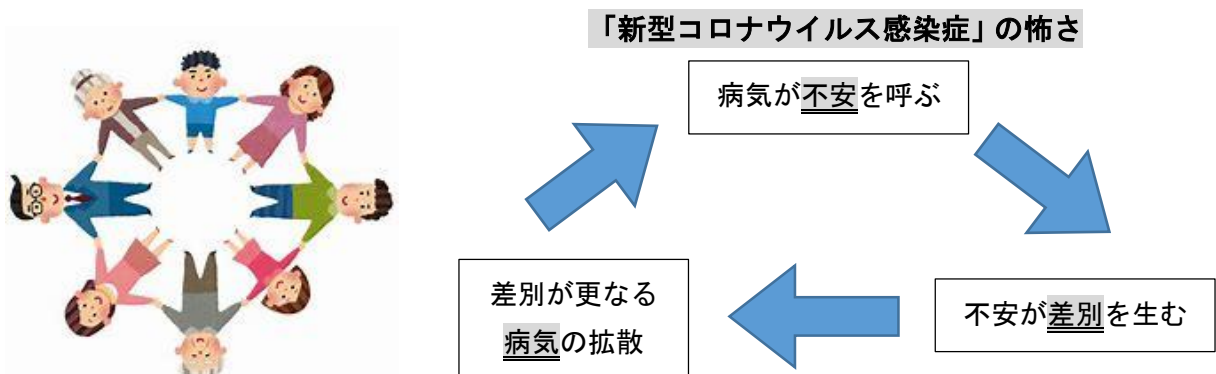 「新型コロナウイルス感染症」の怖さ
病気が不安を呼ぶ
不安が差別を生む
差別が更なる
病気の拡散